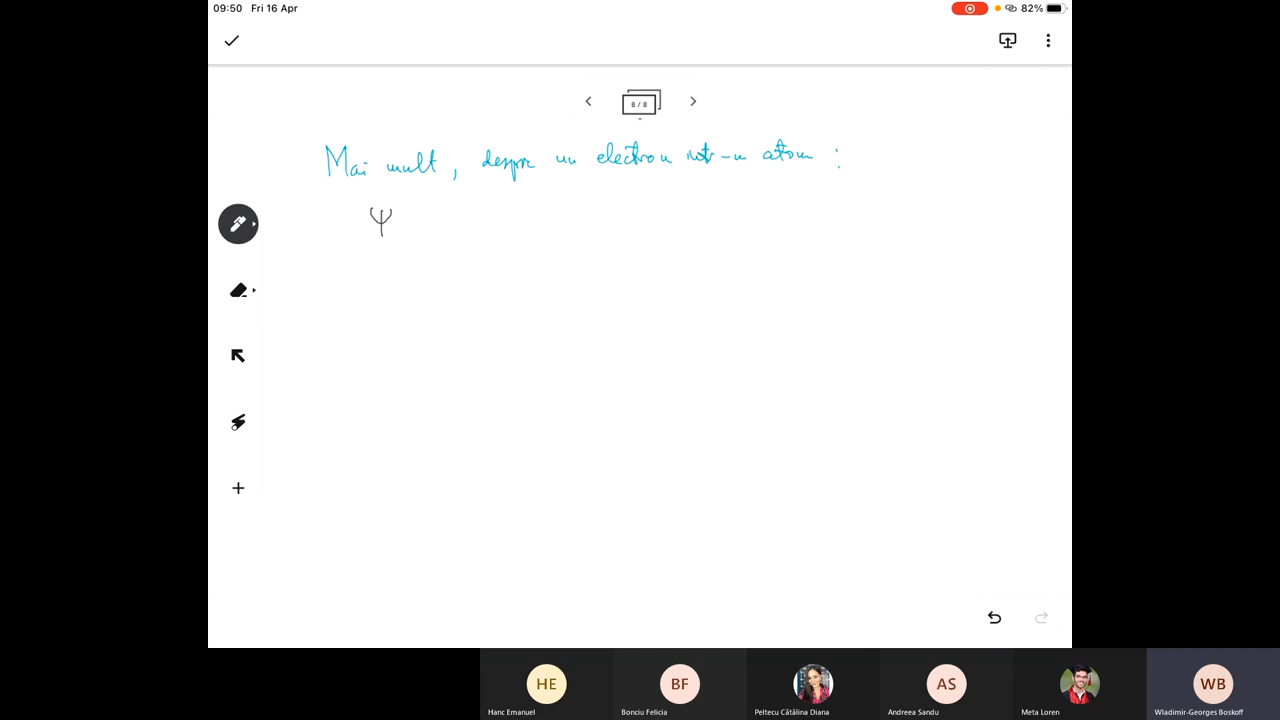 09:50 Fri 16 Apr 82%
8 / 8
Mai mult, despre un electron într-un atom :
Ψ
HE BF AS WB
Hanc Emanuel Bonciu Felicia Peltecu Cătălina Diana Andreea Sandu Meta Loren Wladimir-Georges Boskoff